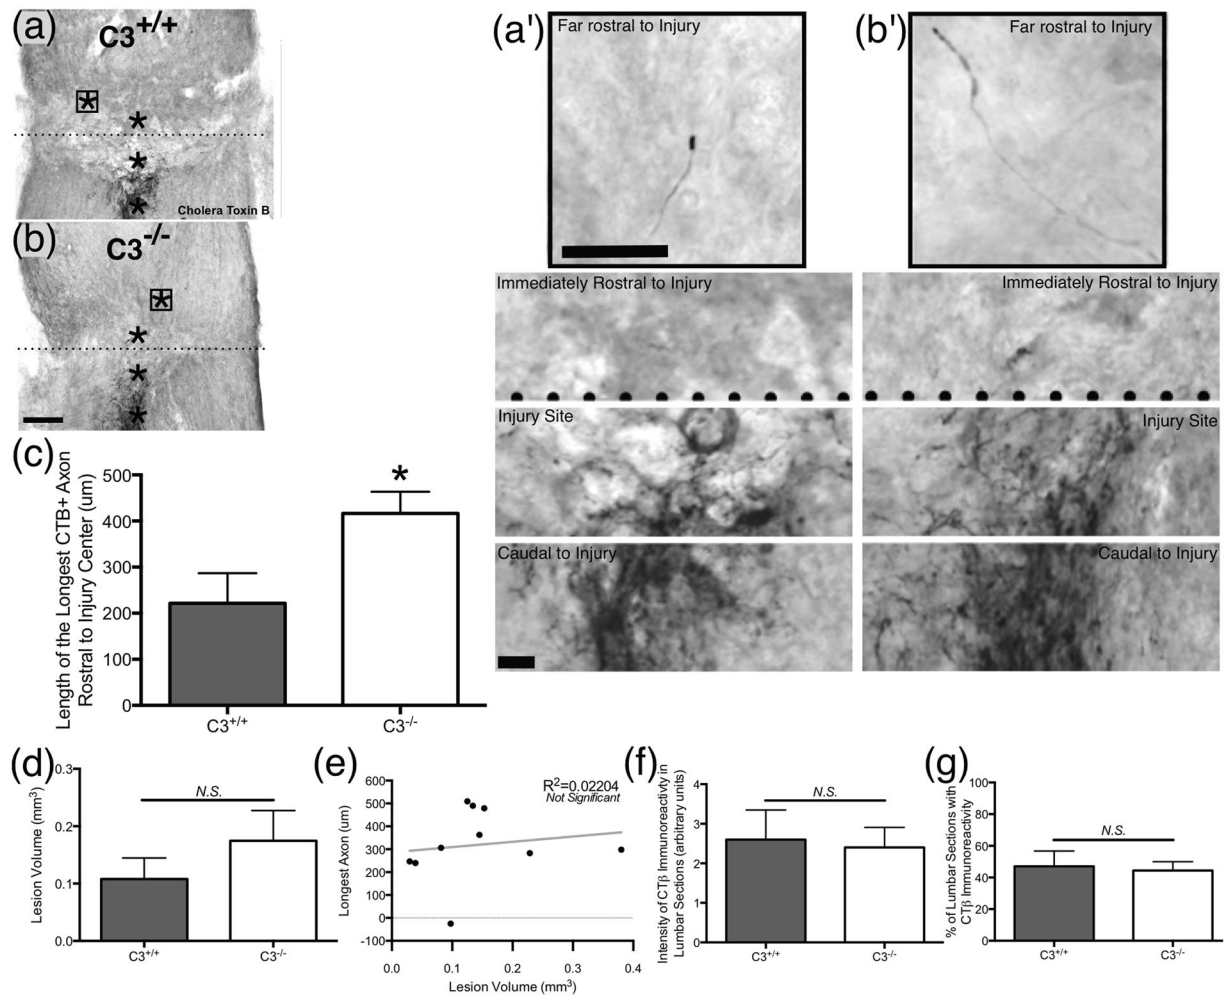 (a)
C3+/+
Cholera Toxin B
(b)
C3-/-
(a')
Far rostral to Injury
Immediately Rostral to Injury
Injury Site
Caudal to Injury
(b')
Far rostral to Injury
Immediately Rostral to Injury
Injury Site
Caudal to Injury
(c)
Length of the Longest CTB+ Axon
Rostral to Injury Center (um)
500
400
300
200
100
0
C3+/+
C3-/-
*
(d)
Lesion Volume (mm3)
0.3
0.2
0.1
0.0
N.S.
C3+/+
C3-/-
(e)
Longest Axon (um)
600
500
400
300
200
100
0
-100
R2=0.02204
Not Significant
0.0 0.1 0.2 0.3 0.4
Lesion Volume (mm3)
(f)
Intensity of CTβ Immunoreactivty in
Lumbar Sections (arbitrary units)
4
3
2
1
0
N.S.
C3+/+
C3-/-
(g)
% of Lumbar Sections with
CTβ Immunoreactivity
100
80
60
40
20
0
N.S.
C3+/+
C3-/-